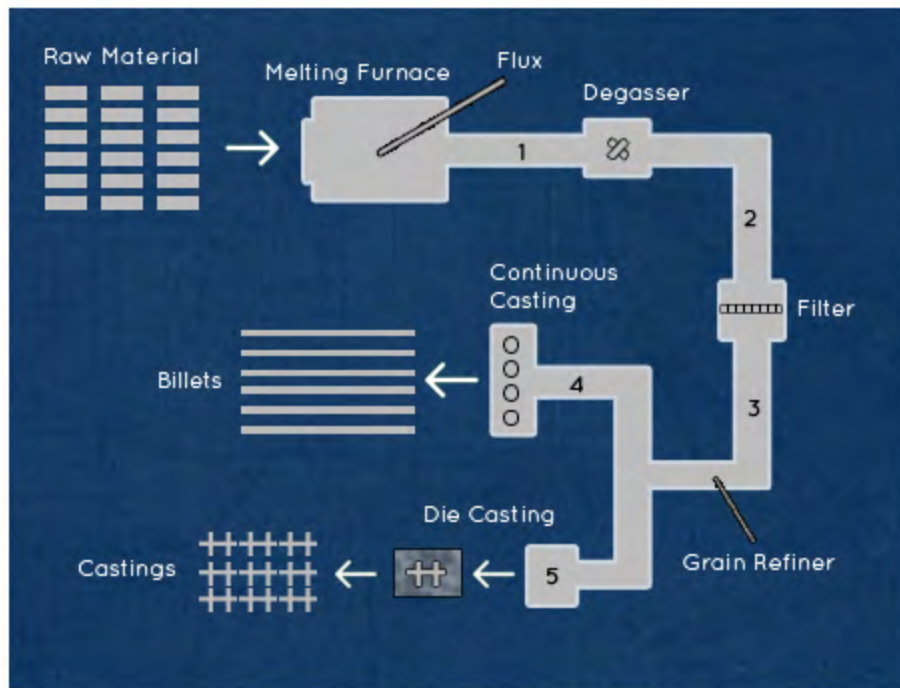 Raw Material
Melting Furnace
Flux
Degasser
1
2
Continuous
Casting
Filter
Billets
4
3
Die Casting
Castings
5
Grain Refiner